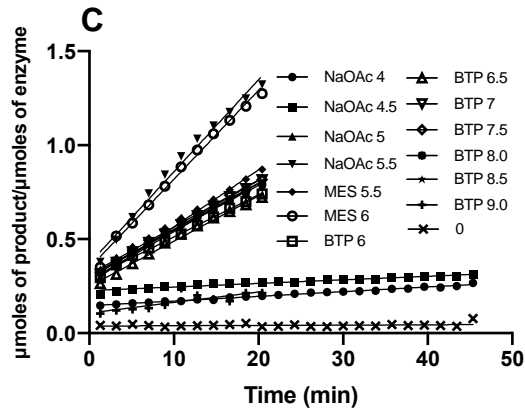 C
µmoles of product/µmoles of enzyme
1.5
1.0
0.5
0.0
0 10 20 30 40 50
Time (min)
NaOAc 4
NaOAc 4.5
NaOAc 5
NaOAc 5.5
MES 5.5
MES 6
BTP 6
BTP 6.5
BTP 7
BTP 7.5
BTP 8.0
BTP 8.5
BTP 9.0
0